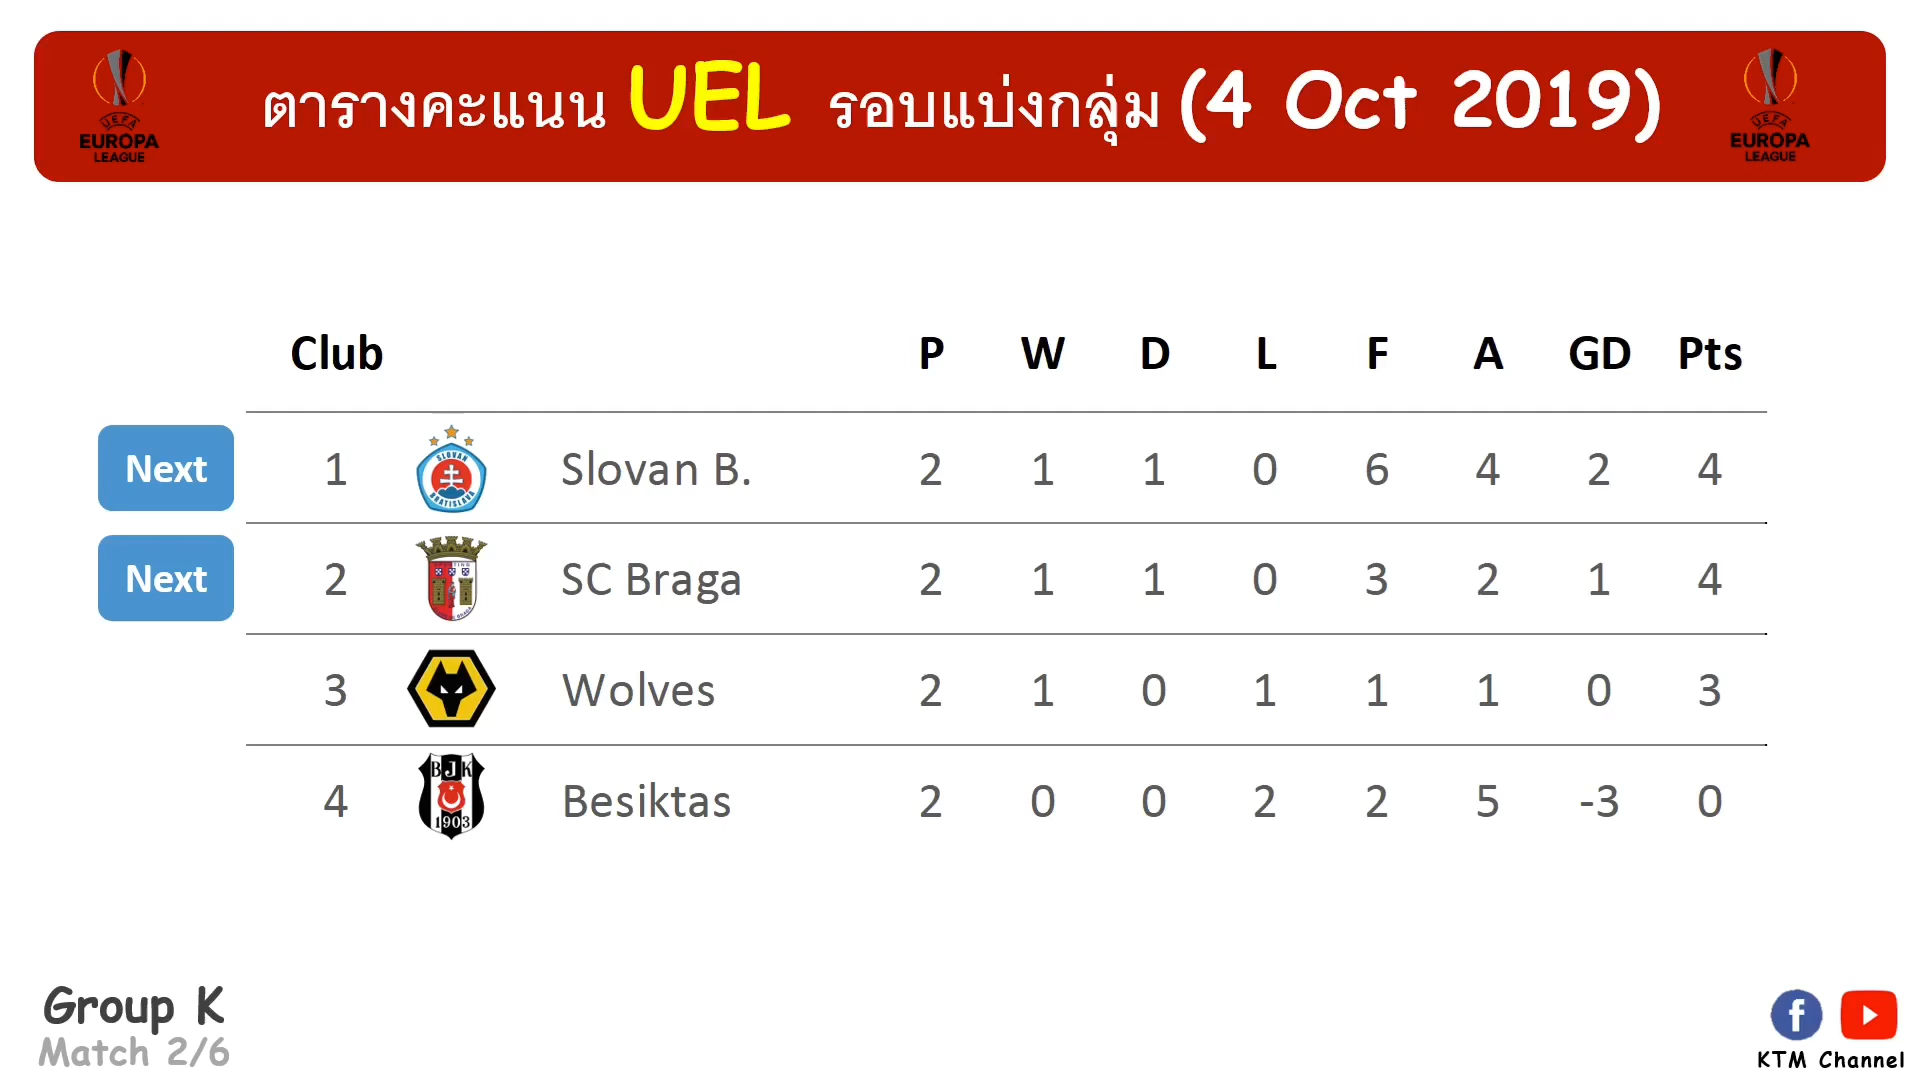 ตารางคะแนน UEL รอบแบ่งกลุ่ม (4 Oct 2019)
UEFA
EUROPA
LEAGUE
UEFA
EUROPA
LEAGUE
Club P W D L F A GD Pts
Next 1 SLOVAN BRATISLAVA Slovan B. 2 1 1 0 6 4 2 4
Next 2 SC Braga 2 1 1 0 3 2 1 4
3 Wolves 2 1 0 1 1 1 0 3
4 BJK 1903 Besiktas 2 0 0 2 2 5 -3 0
Group K
Match 2/6
KTM Channel